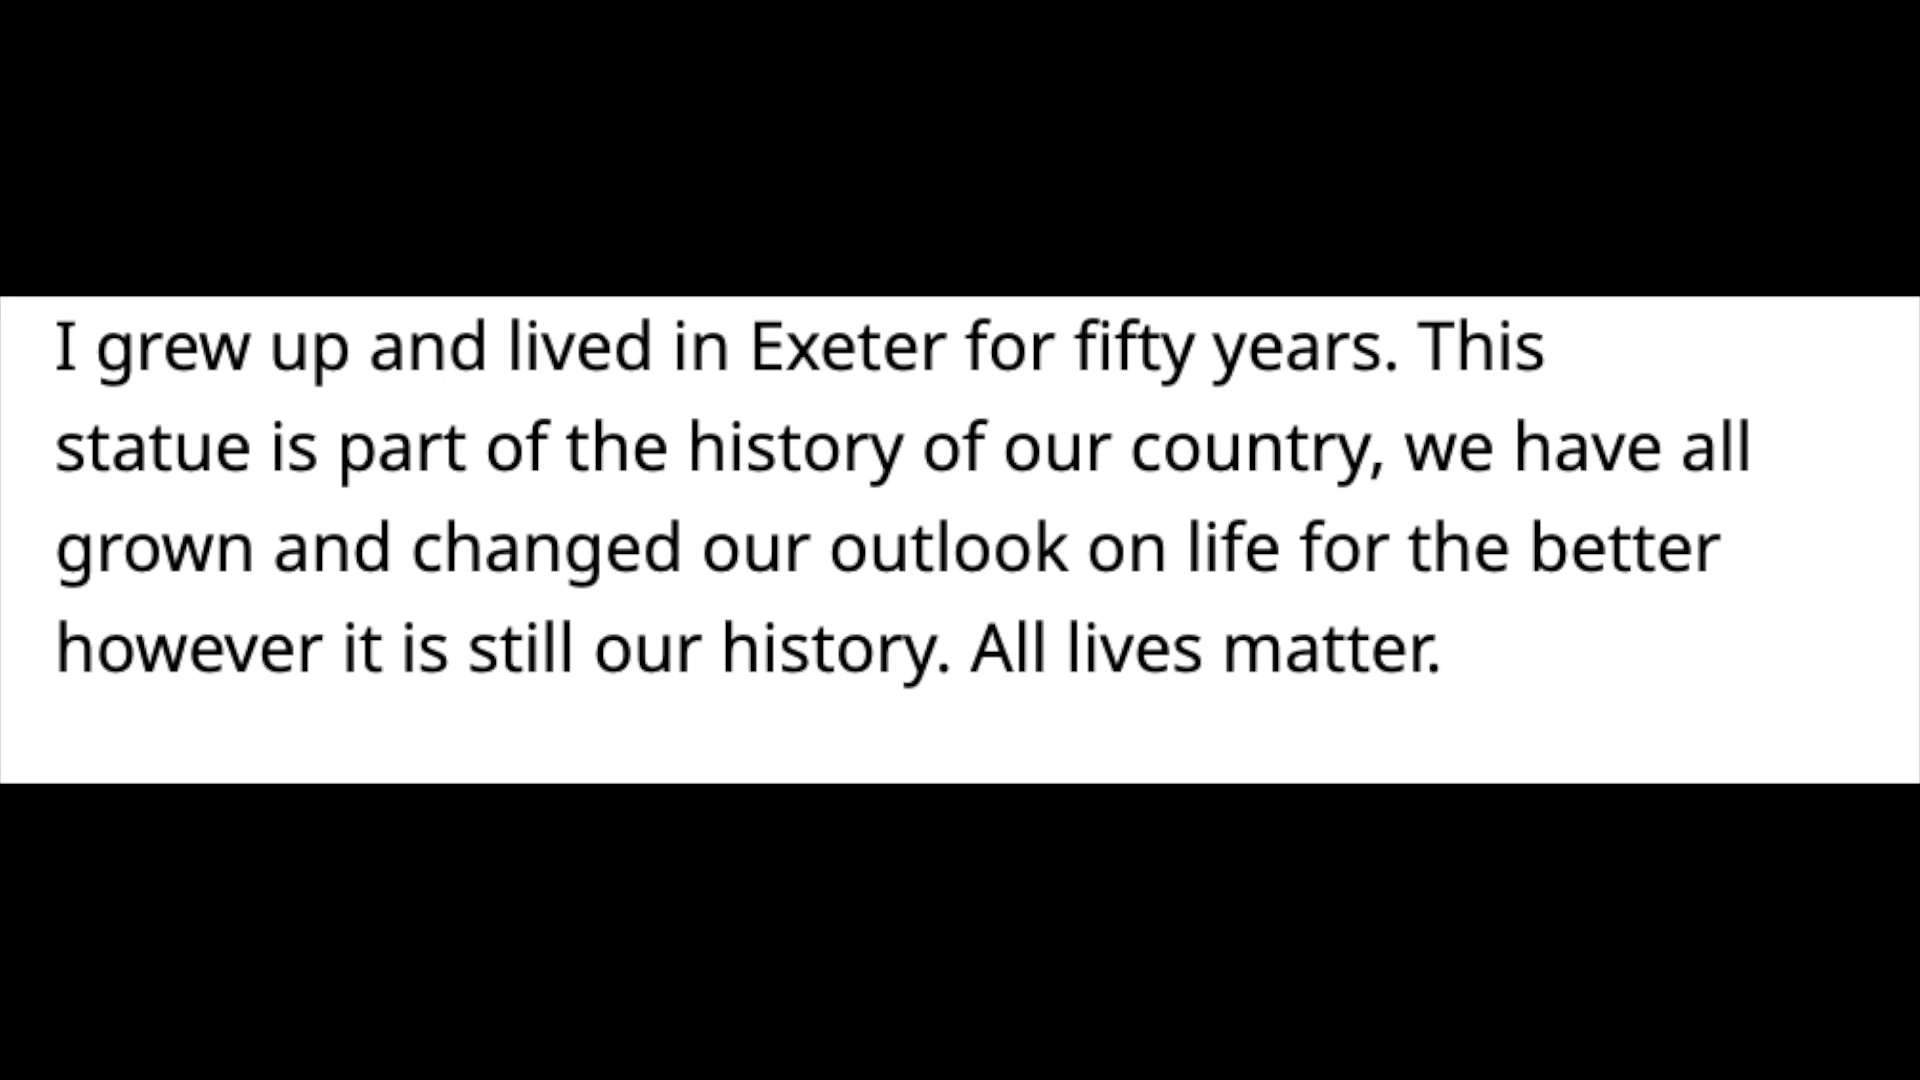 I grew up and lived in Exeter for fifty years. This
statue is part of the history of our country, we have all
grown and changed our outlook on life for the better
however it is still our history. All lives matter.